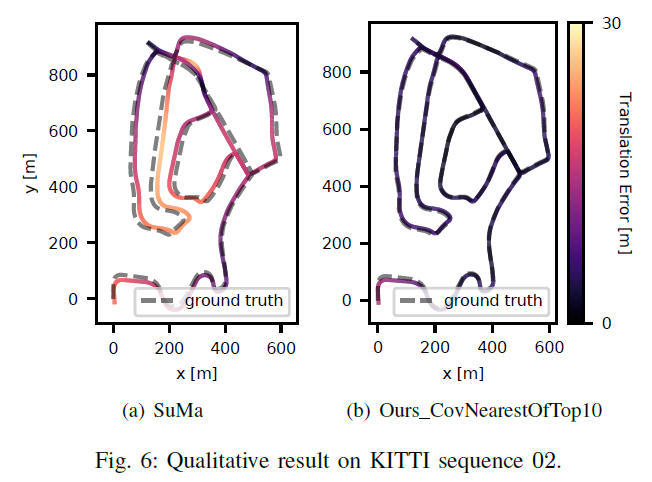 800
600
400
200
0
y [m]
ground truth
0
200
400
600
x [m]
800
600
400
200
0
ground truth
0
200
400
600
x [m]
30
0
Translation Error [m]
(a) SuMa
(b) Ours_CovNearestOfTop10
Fig. 6: Qualitative result on KITTI sequence 02.